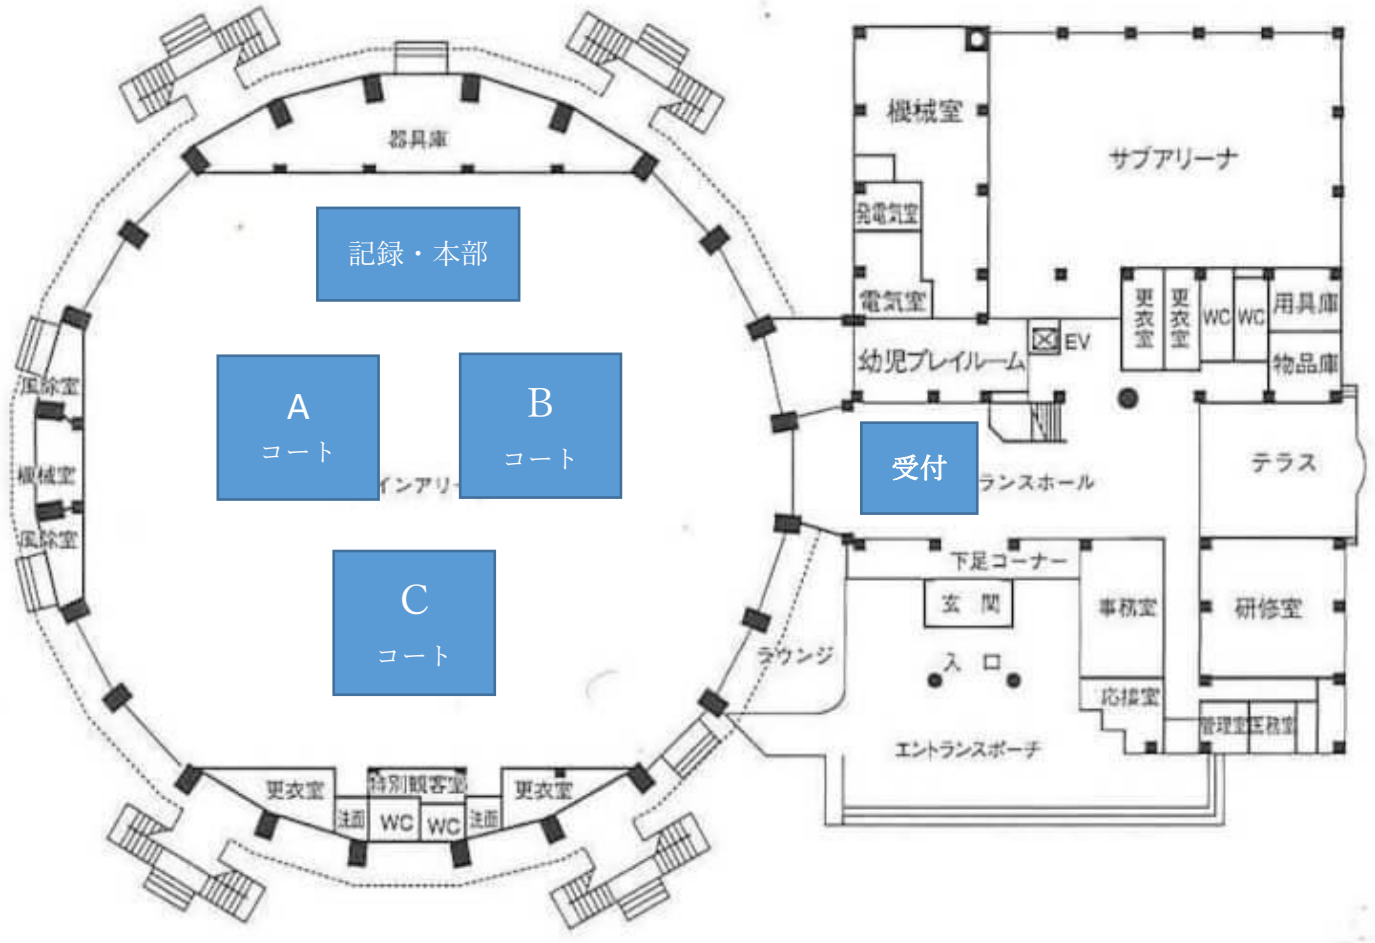 器具庫
記録・本部
A
コート
B
コート
インアリー
C
コート
風除室
機械室
風除室
更衣室
特別観客室
更衣室
洗面
WC
WC
洗面
機械室
サブアリーナ
発電気室
電気室
更衣室
更衣室
WC
WC
用具庫
物品庫
幼児プレイルーム
EV
受付
ランスホール
テラス
下足コーナー
玄関
事務室
研修室
ラウンジ
入口
応接室
管理室
医務室
エントランスポーチ